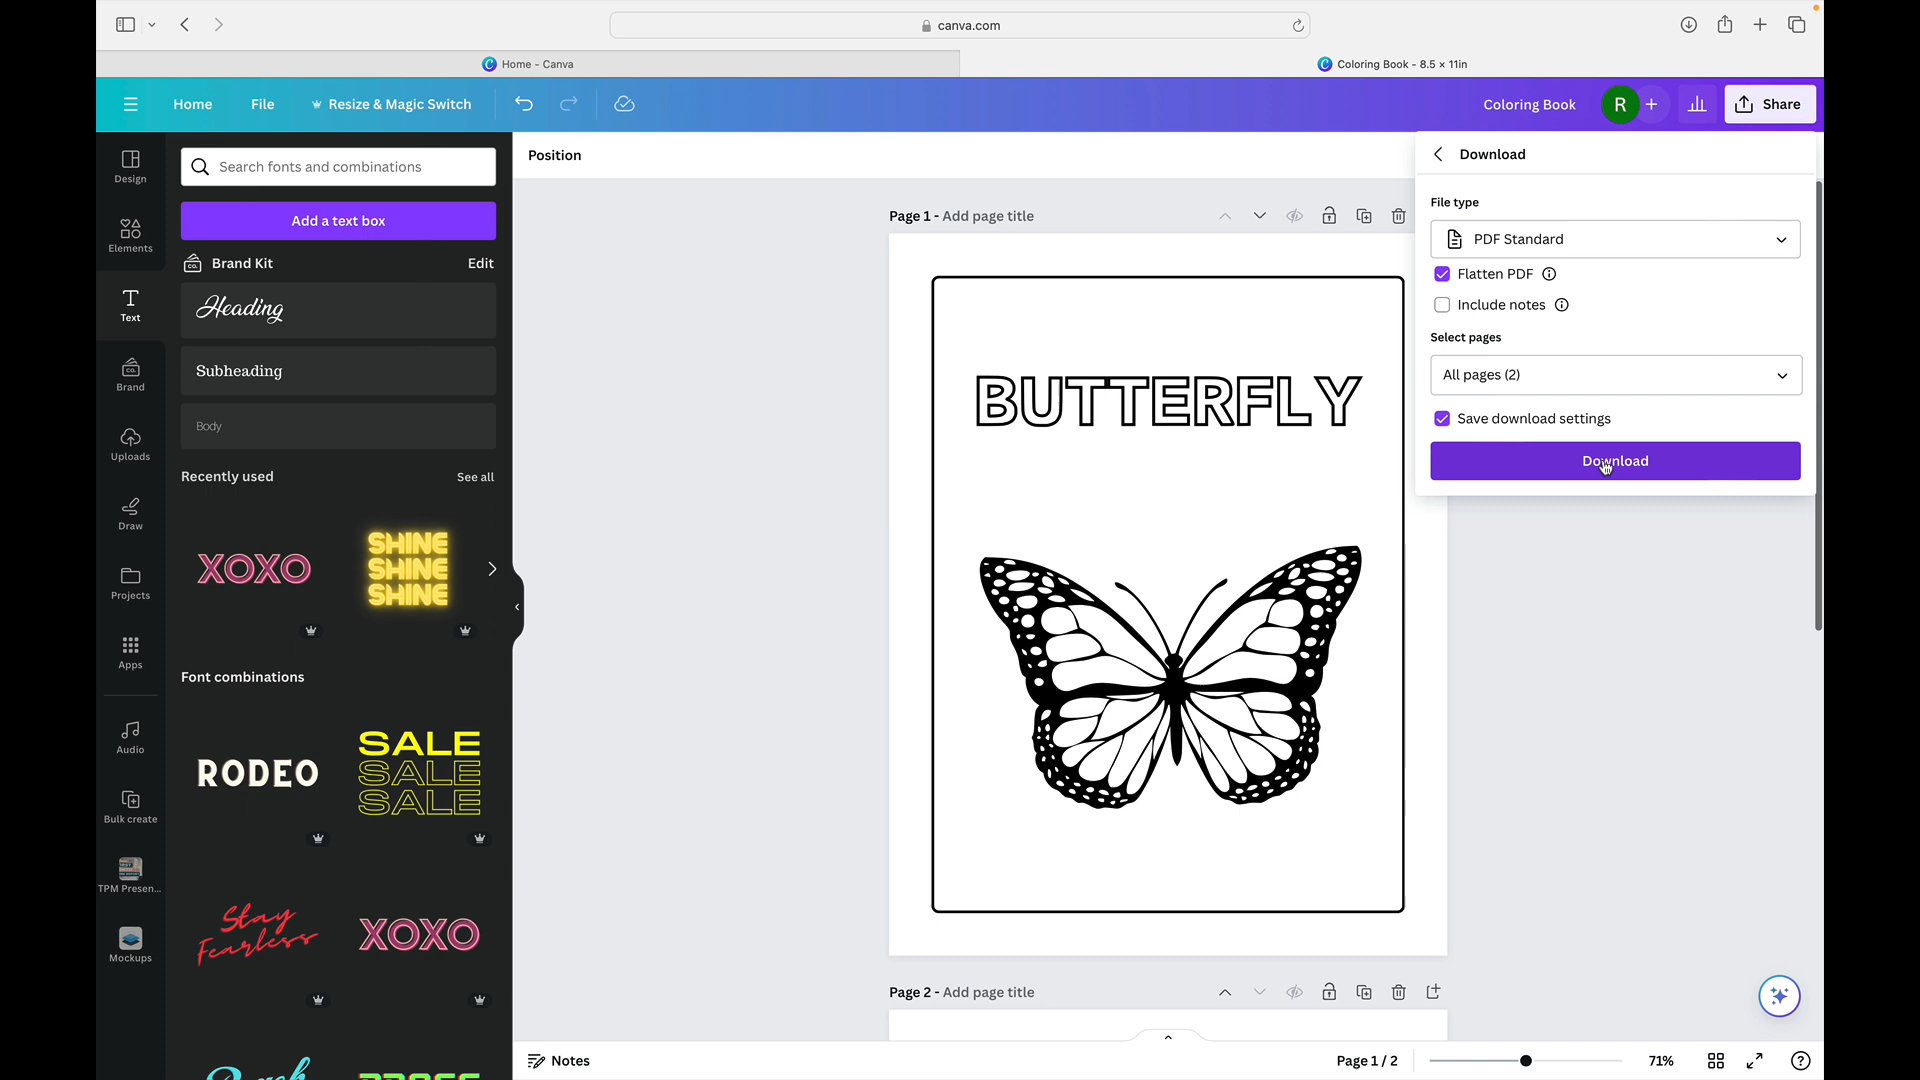 canva.com
Home - Canva
Coloring Book - 8.5 × 11in
Home
File
Resize & Magic Switch
Coloring Book
R
Share
Design
Elements
Text
Brand
Uploads
Draw
Projects
Apps
Audio
Bulk create
TPM Presen...
Mockups
Search fonts and combinations
Add a text box
Brand Kit
Edit
Heading
Subheading
Body
Recently used
See all
XOXO
SHINE
SHINE
SHINE
Font combinations
RODEO
SALE
SALE
SALE
Stay
Fearless
XOXO
Position
Page 1 - Add page title
BUTTERFLY
Page 2 - Add page title
Download
File type
PDF Standard
Flatten PDF
Include notes
Select pages
All pages (2)
Save download settings
Download
Notes
Page 1 / 2
71%